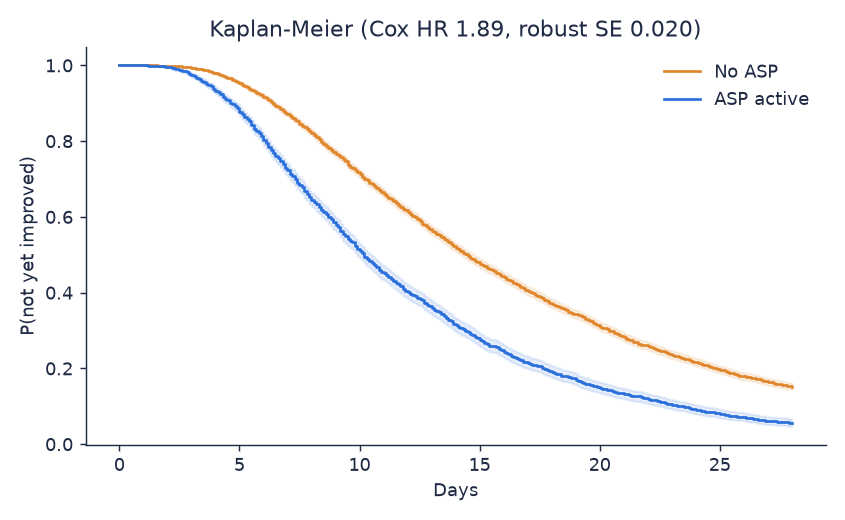 Kaplan-Meier (Cox HR 1.89, robust SE 0.020)
No ASP
ASP active
P(not yet improved)
1.0
0.8
0.6
0.4
0.2
0.0
0 5 10 15 20 25
Days